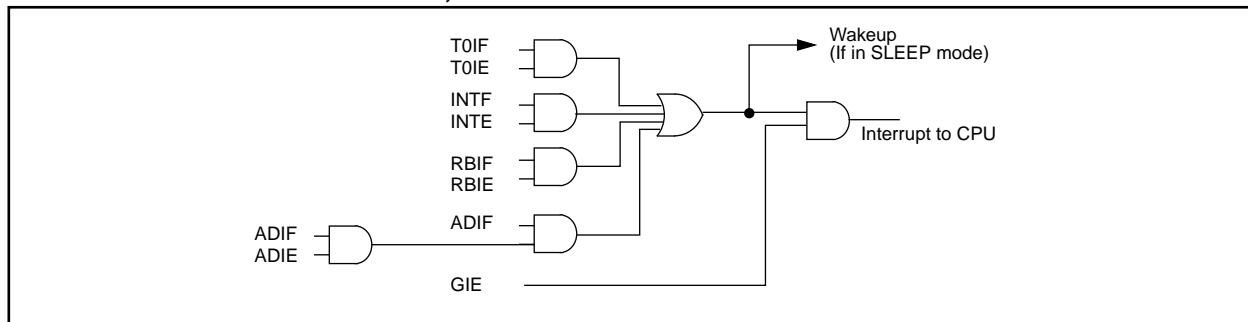 Wakeup
(If in SLEEP mode)
T0IF
T0IE
INTF
INTE
Interrupt to CPU
RBIF
RBIE
ADIF
ADIF
ADIE
GIE